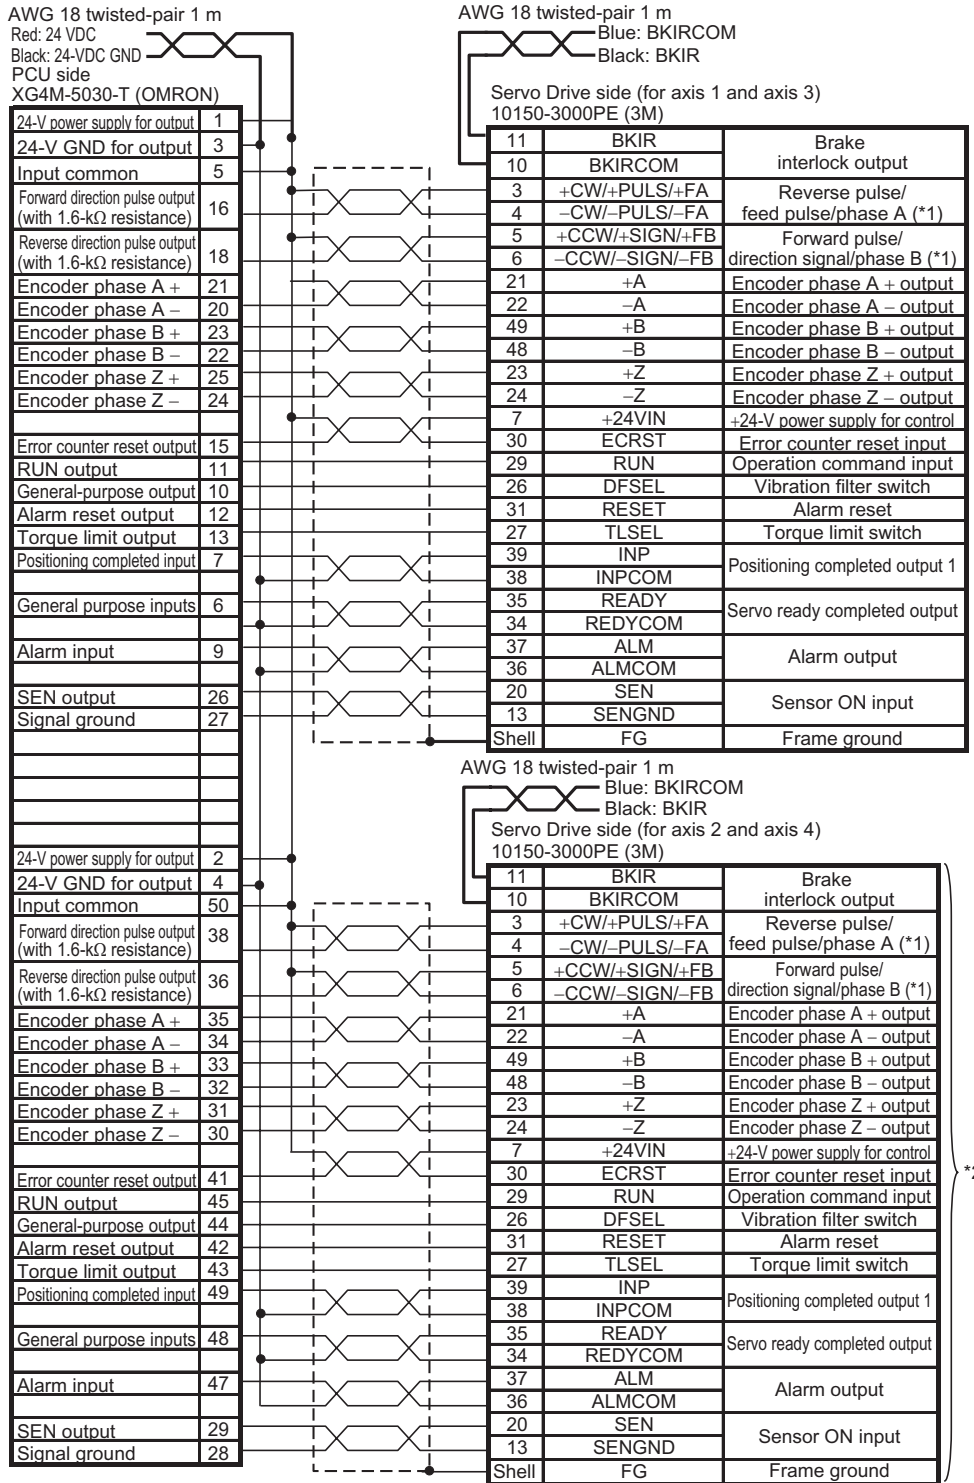 AWG 18 twisted-pair 1 m
Red: 24 VDC
Black: 24-VDC GND
PCU side
XG4M-5030-T (OMRON)
24-V power supply for output 1
24-V GND for output 3
Input common 5
Forward direction pulse output
(with 1.6-kΩ resistance) 16
Reverse direction pulse output
(with 1.6-kΩ resistance) 18
Encoder phase A + 21
Encoder phase A − 20
Encoder phase B + 23
Encoder phase B − 22
Encoder phase Z + 25
Encoder phase Z − 24
Error counter reset output 15
RUN output 11
General-purpose output 10
Alarm reset output 12
Torque limit output 13
Positioning completed input 7
General purpose inputs 6
Alarm input 9
SEN output 26
Signal ground 27
24-V power supply for output 2
24-V GND for output 4
Input common 50
Forward direction pulse output
(with 1.6-kΩ resistance) 38
Reverse direction pulse output
(with 1.6-kΩ resistance) 36
Encoder phase A + 35
Encoder phase A − 34
Encoder phase B + 33
Encoder phase B − 32
Encoder phase Z + 31
Encoder phase Z − 30
Error counter reset output 41
RUN output 45
General-purpose output 44
Alarm reset output 42
Torque limit output 43
Positioning completed input 49
General purpose inputs 48
Alarm input 47
SEN output 29
Signal ground 28
AWG 18 twisted-pair 1 m
Blue: BKIRCOM
Black: BKIR
Servo Drive side (for axis 1 and axis 3)
10150-3000PE (3M)
11 BKIR Brake
10 BKIRCOM interlock output
3 +CW/+PULS/+FA Reverse pulse/
4 −CW/−PULS/−FA feed pulse/phase A (*1)
5 +CCW/+SIGN/+FB Forward pulse/
6 −CCW/−SIGN/−FB direction signal/phase B (*1)
21 +A Encoder phase A + output
22 −A Encoder phase A − output
49 +B Encoder phase B + output
48 −B Encoder phase B − output
23 +Z Encoder phase Z + output
24 −Z Encoder phase Z − output
7 +24VIN +24-V power supply for control
30 ECRST Error counter reset input
29 RUN Operation command input
26 DFSEL Vibration filter switch
31 RESET Alarm reset
27 TLSEL Torque limit switch
39 INP Positioning completed output 1
38 INPCOM
35 READY Servo ready completed output
34 REDYCOM
37 ALM Alarm output
36 ALMCOM
20 SEN Sensor ON input
13 SENGND
Shell FG Frame ground
AWG 18 twisted-pair 1 m
Blue: BKIRCOM
Black: BKIR
Servo Drive side (for axis 2 and axis 4)
10150-3000PE (3M)
11 BKIR Brake
10 BKIRCOM interlock output
3 +CW/+PULS/+FA Reverse pulse/
4 −CW/−PULS/−FA feed pulse/phase A (*1)
5 +CCW/+SIGN/+FB Forward pulse/
6 −CCW/−SIGN/−FB direction signal/phase B (*1)
21 +A Encoder phase A + output
22 −A Encoder phase A − output
49 +B Encoder phase B + output
48 −B Encoder phase B − output
23 +Z Encoder phase Z + output
24 −Z Encoder phase Z − output
7 +24VIN +24-V power supply for control
30 ECRST Error counter reset input
*2
29 RUN Operation command input
26 DFSEL Vibration filter switch
31 RESET Alarm reset
27 TLSEL Torque limit switch
39 INP Positioning completed output 1
38 INPCOM
35 READY Servo ready completed output
34 REDYCOM
37 ALM Alarm output
36 ALMCOM
20 SEN Sensor ON input
13 SENGND
Shell FG Frame ground